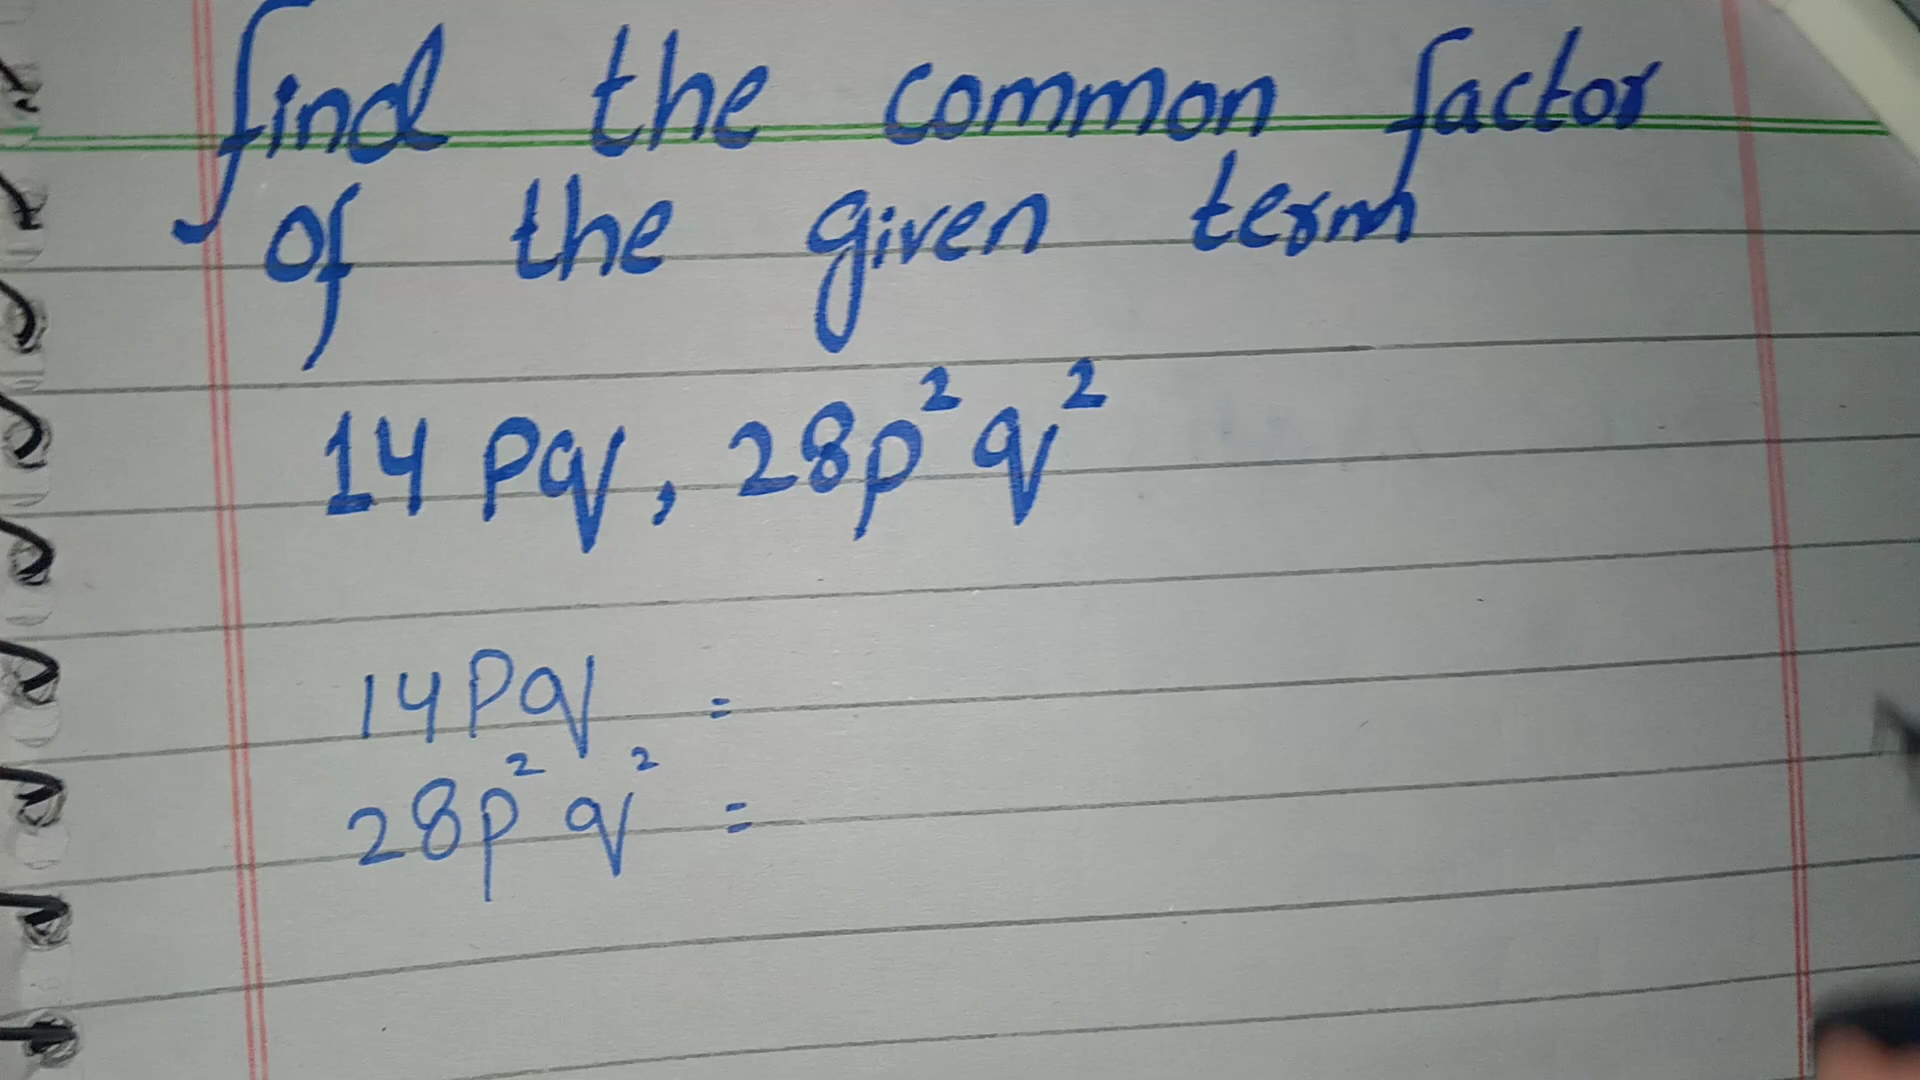 find the common factor
of the given term
14 pq, 28p²q²
14pq =
28p²q² =